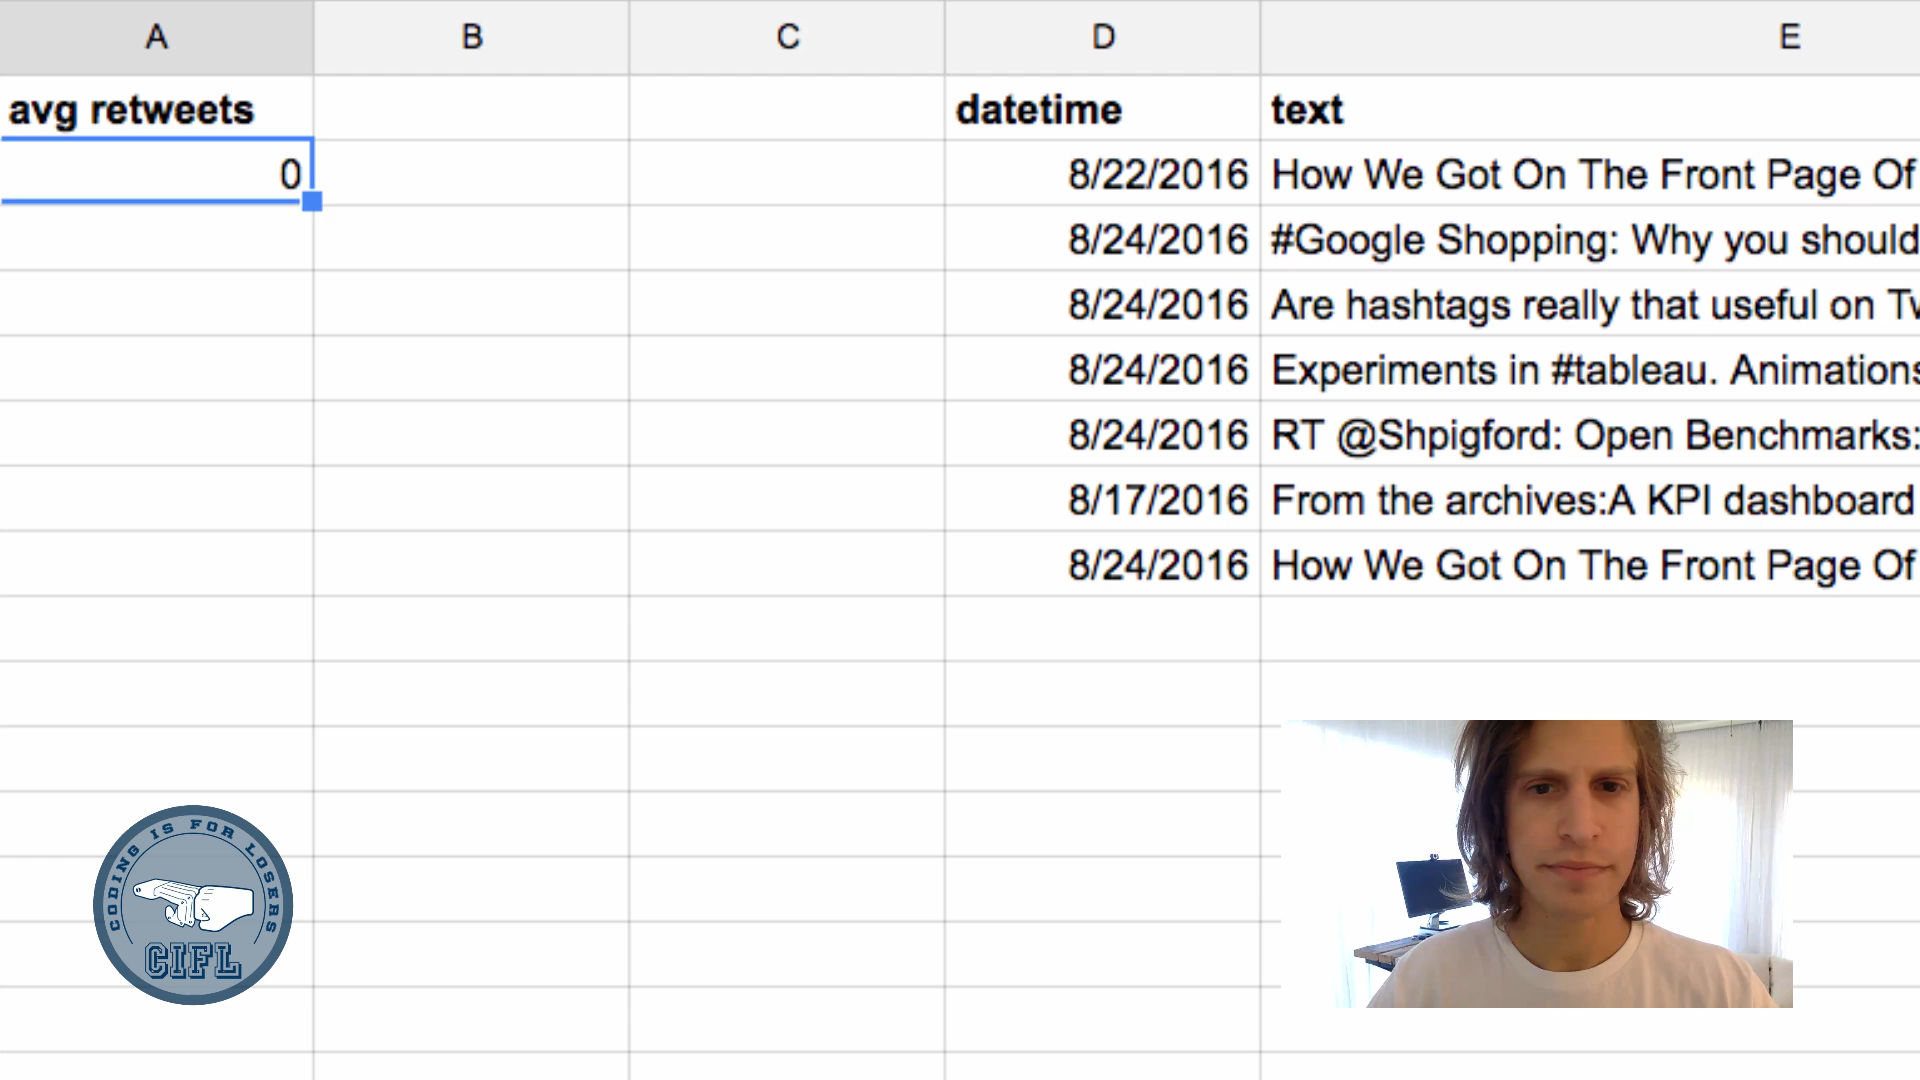 A B C D E
avg retweets datetime text
0 8/22/2016 How We Got On The Front Page Of
8/24/2016 #Google Shopping: Why you should
8/24/2016 Are hashtags really that useful on Tw
8/24/2016 Experiments in #tableau. Animations
8/24/2016 RT @Shpigford: Open Benchmarks:
8/17/2016 From the archives:A KPI dashboard
8/24/2016 How We Got On The Front Page Of
CODING IS FOR LOSERS
CIFL